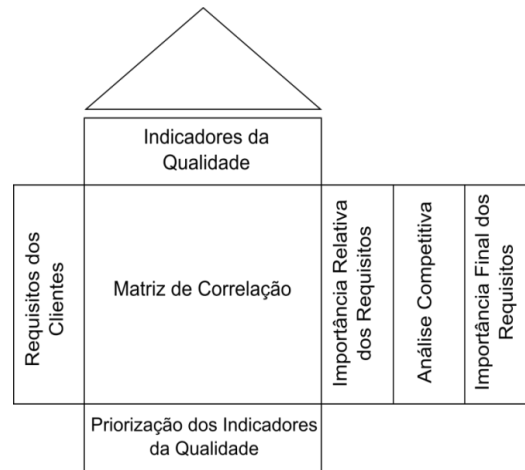 Indicadores da
Qualidade
Requisitos dos
Clientes
Matriz de Correlação
Importância Relativa
dos Requisitos
Análise Competitiva
Importância Final dos
Requisitos
Priorização dos Indicadores
da Qualidade